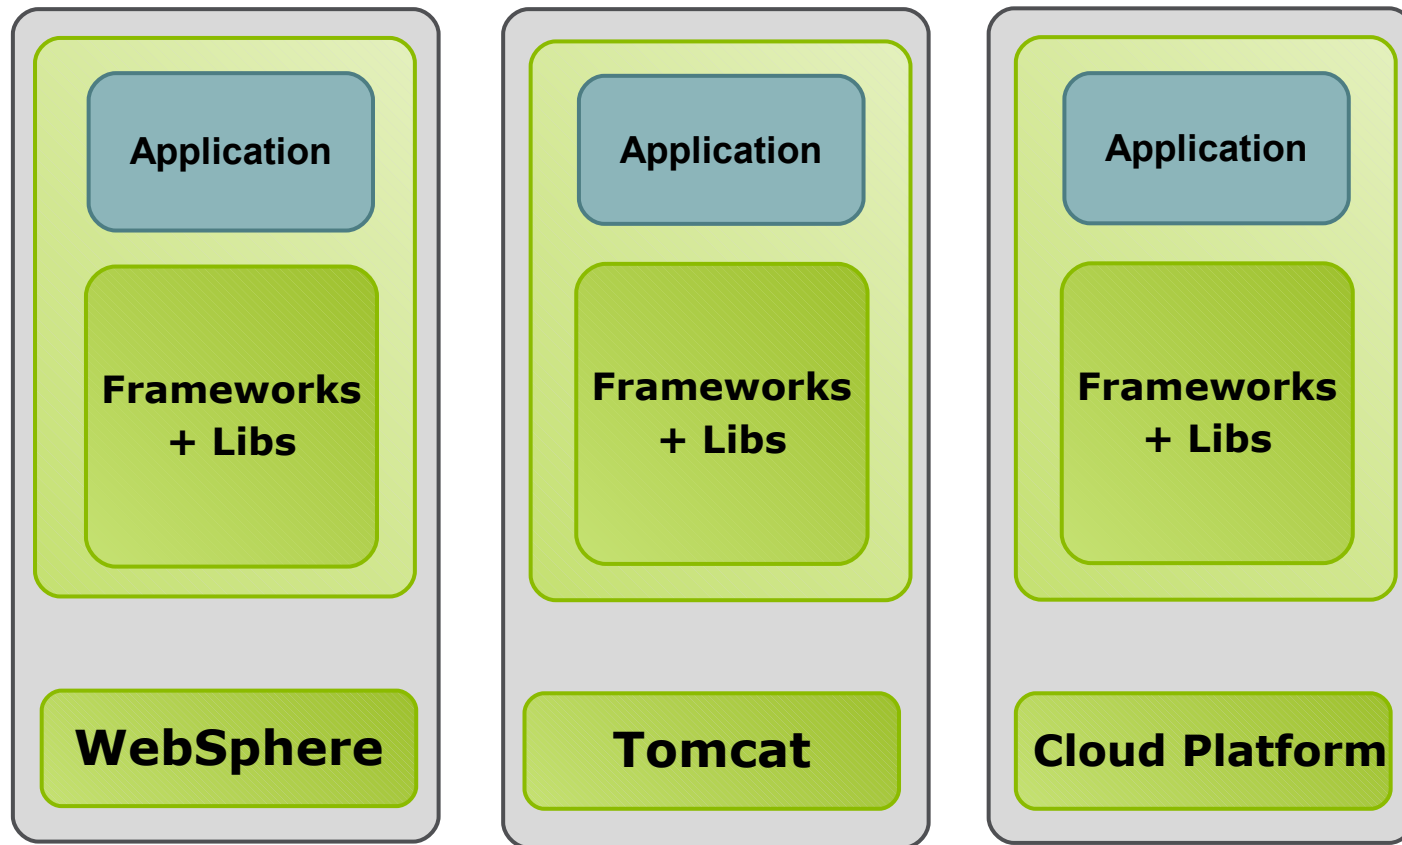 Application
Frameworks
+ Libs
WebSphere
Application
Frameworks
+ Libs
Tomcat
Application
Frameworks
+ Libs
Cloud Platform